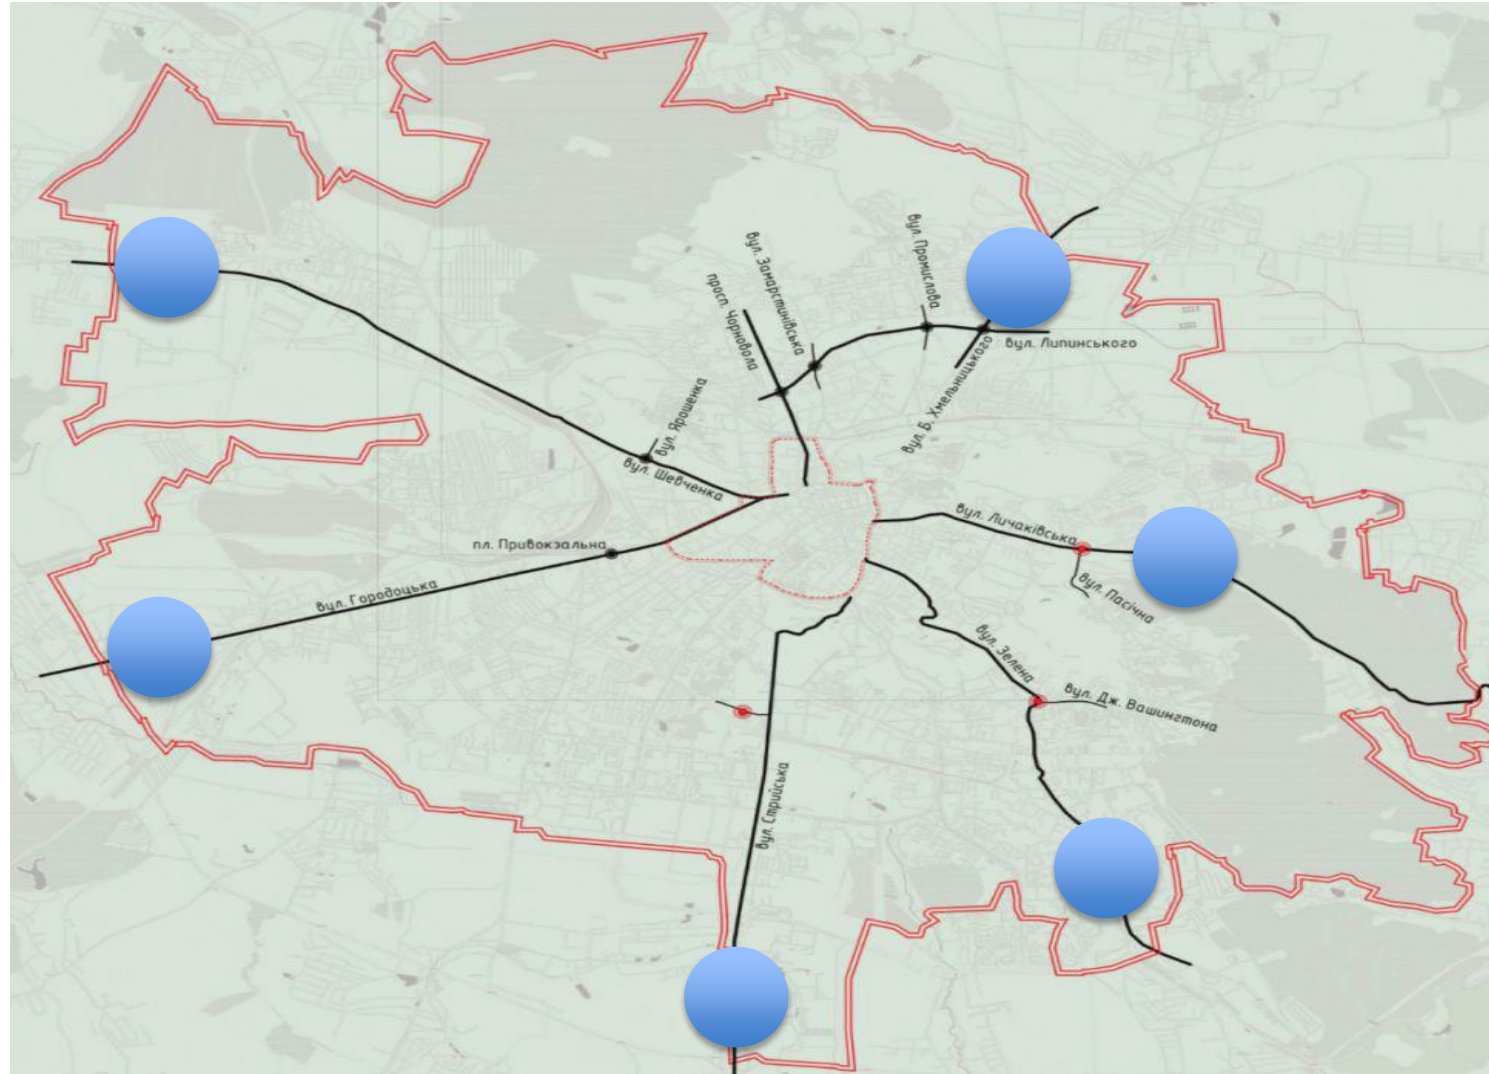 вул. Промислова
вул. Замарстинівська
просп. Чорновола
вул. Липинського
вул. Б. Хмельницького
вул. Ярошенка
вул. Шевченка
вул. Личаківська
пл. Привокзальна
вул. Пасічна
вул. Городоцька
вул. Зелена
вул. Дж. Вашингтона
вул. Стрийська